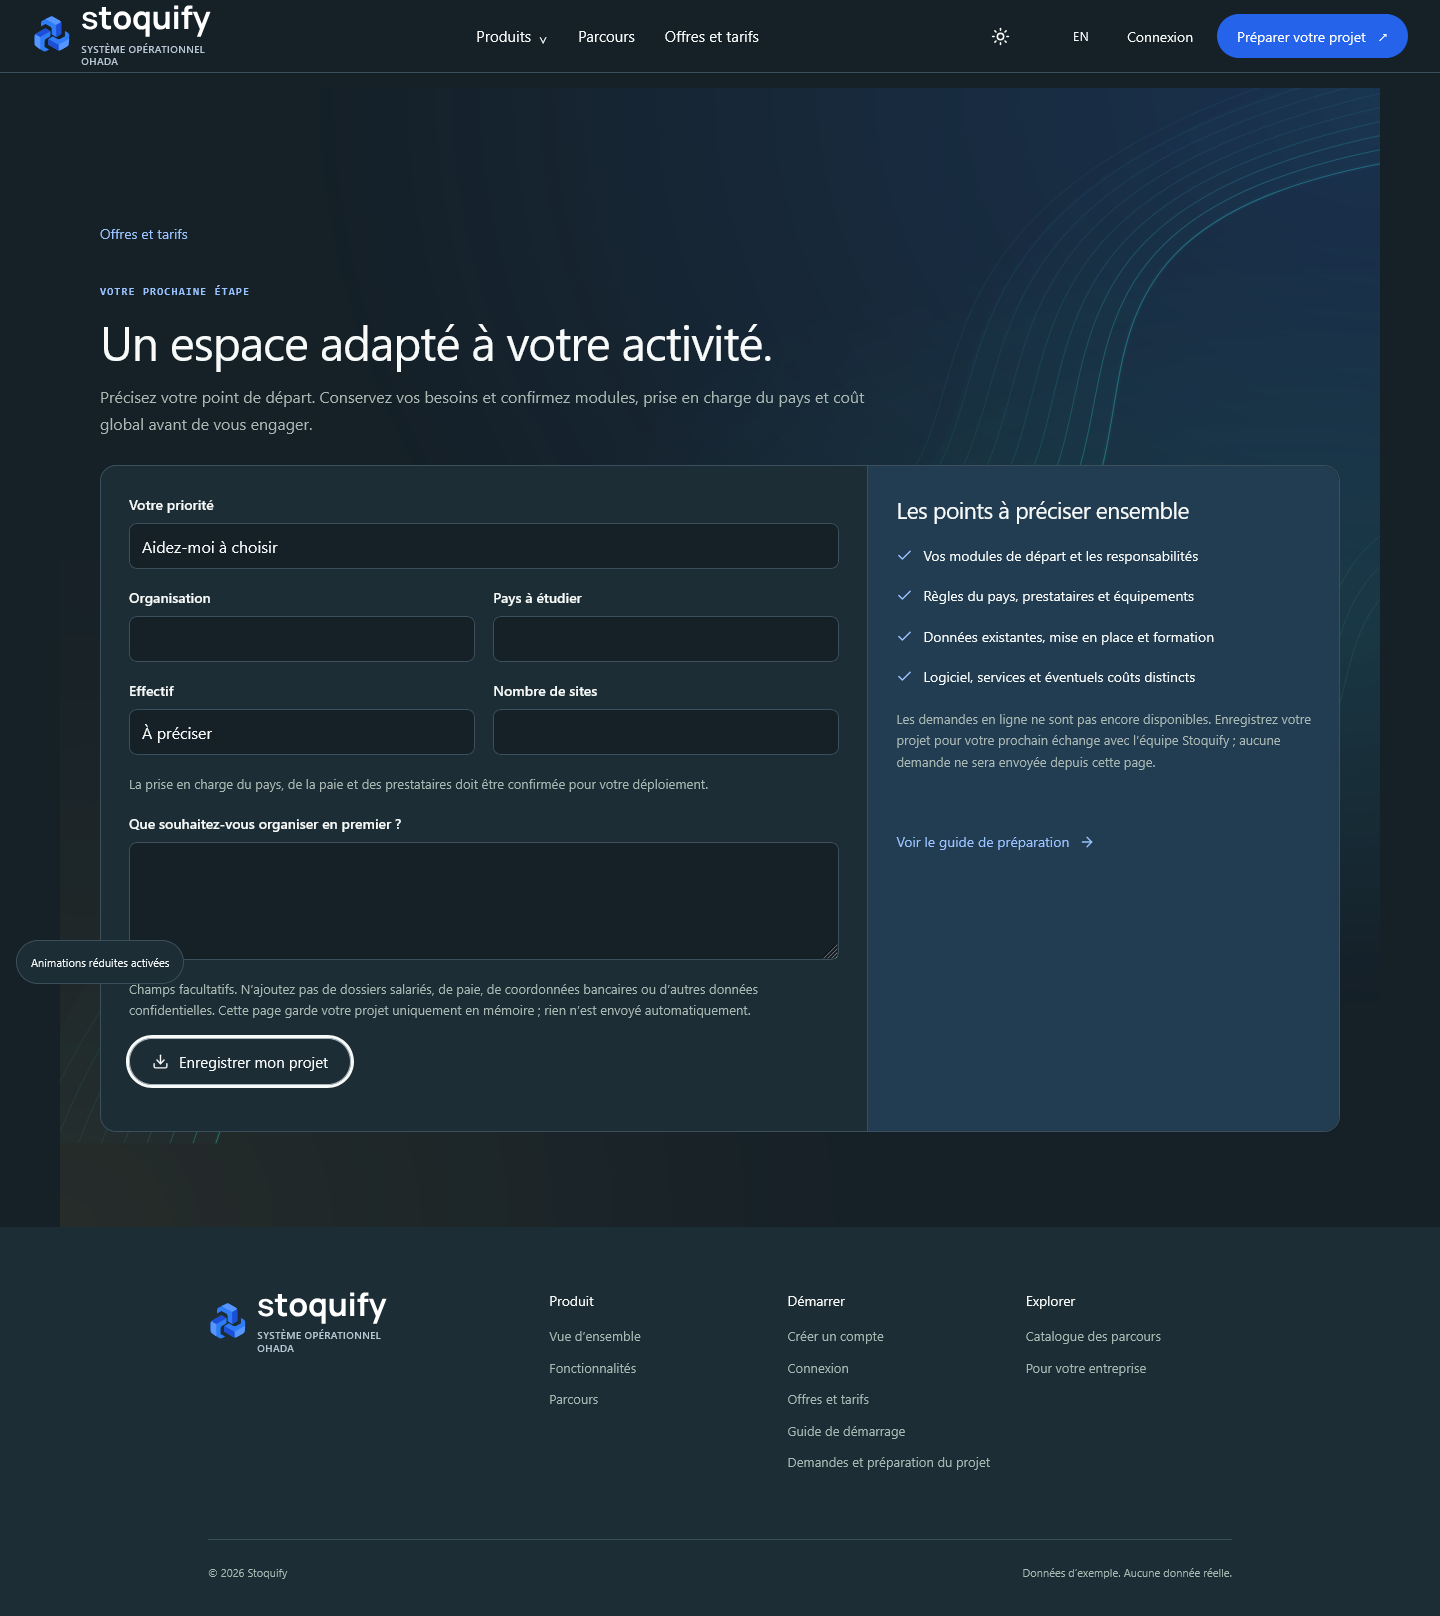 stoquify
SYSTÈME OPÉRATIONNEL
OHADA
Produits
Parcours
Offres et tarifs
EN
Connexion
Préparer votre projet ↗
Offres et tarifs
VOTRE PROCHAINE ÉTAPE
Un espace adapté à votre activité.
Précisez votre point de départ. Conservez vos besoins et confirmez modules, prise en charge du pays et coût
global avant de vous engager.
Votre priorité
Aidez-moi à choisir
Organisation
Pays à étudier
Effectif
Nombre de sites
À préciser
La prise en charge du pays, de la paie et des prestataires doit être confirmée pour votre déploiement.
Que souhaitez-vous organiser en premier ?
Animations réduites activées
Champs facultatifs. N’ajoutez pas de dossiers salariés, de paie, de coordonnées bancaires ou d’autres données
confidentielles. Cette page garde votre projet uniquement en mémoire ; rien n’est envoyé automatiquement.
Enregistrer mon projet
Les points à préciser ensemble
Vos modules de départ et les responsabilités
Règles du pays, prestataires et équipements
Données existantes, mise en place et formation
Logiciel, services et éventuels coûts distincts
Les demandes en ligne ne sont pas encore disponibles. Enregistrez votre
projet pour votre prochain échange avec l’équipe Stoquify ; aucune
demande ne sera envoyée depuis cette page.
Voir le guide de préparation →
stoquify
SYSTÈME OPÉRATIONNEL
OHADA
Produit
Vue d’ensemble
Fonctionnalités
Parcours
Démarrer
Créer un compte
Connexion
Offres et tarifs
Guide de démarrage
Demandes et préparation du projet
Explorer
Catalogue des parcours
Pour votre entreprise
© 2026 Stoquify
Données d’exemple. Aucune donnée réelle.